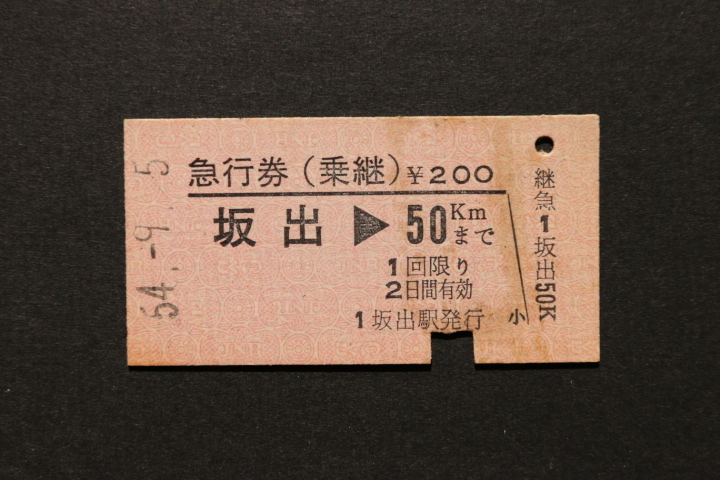 54.-9.5
急行券(乗継)¥200
坂出▶50Kmまで
1回限り
2日間有効
1坂出駅発行 小
継急1坂出50K